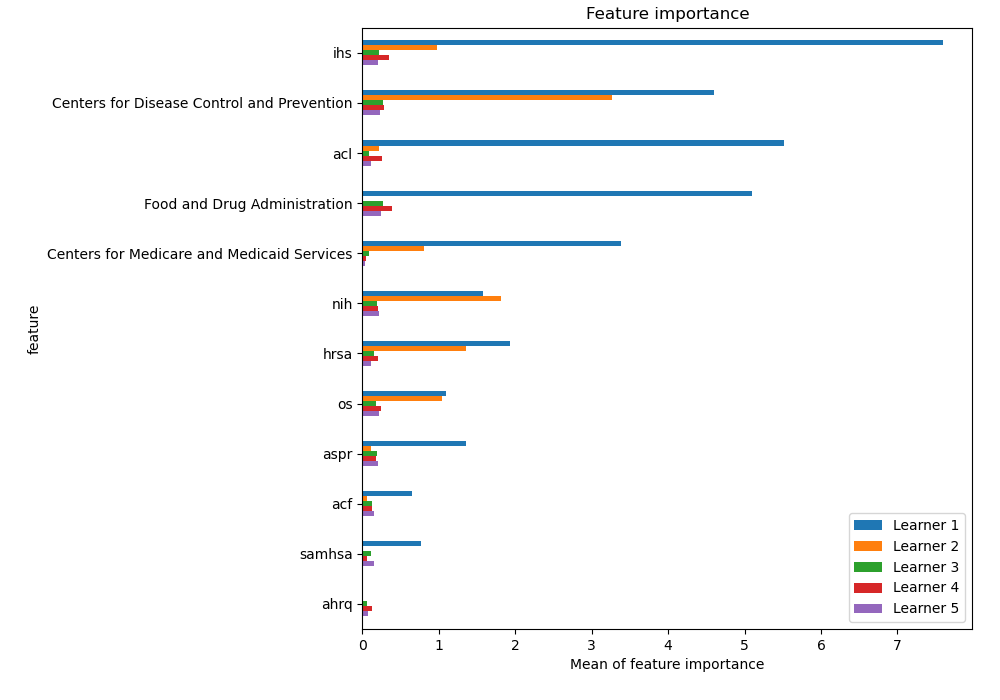 Feature importance
ihs
Centers for Disease Control and Prevention
acl
Food and Drug Administration
Centers for Medicare and Medicaid Services
nih
hrsa
os
aspr
acf
samhsa
ahrq
feature
Learner 1
Learner 2
Learner 3
Learner 4
Learner 5
0 1 2 3 4 5 6 7
Mean of feature importance